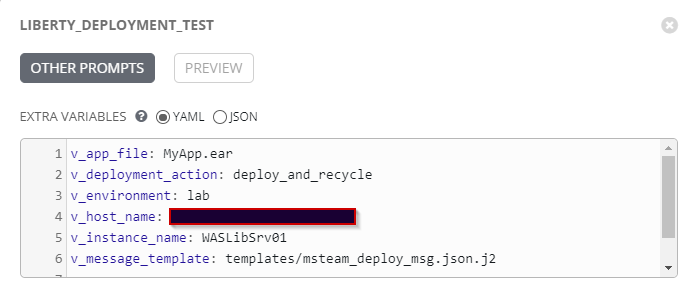 LIBERTY_DEPLOYMENT_TEST
OTHER PROMPTS PREVIEW
EXTRA VARIABLES ? YAML JSON
1 v_app_file: MyApp.ear
2 v_deployment_action: deploy_and_recycle
3 v_environment: lab
4 v_host_name:
5 v_instance_name: WASLibSrv01
6 v_message_template: templates/msteam_deploy_msg.json.j2